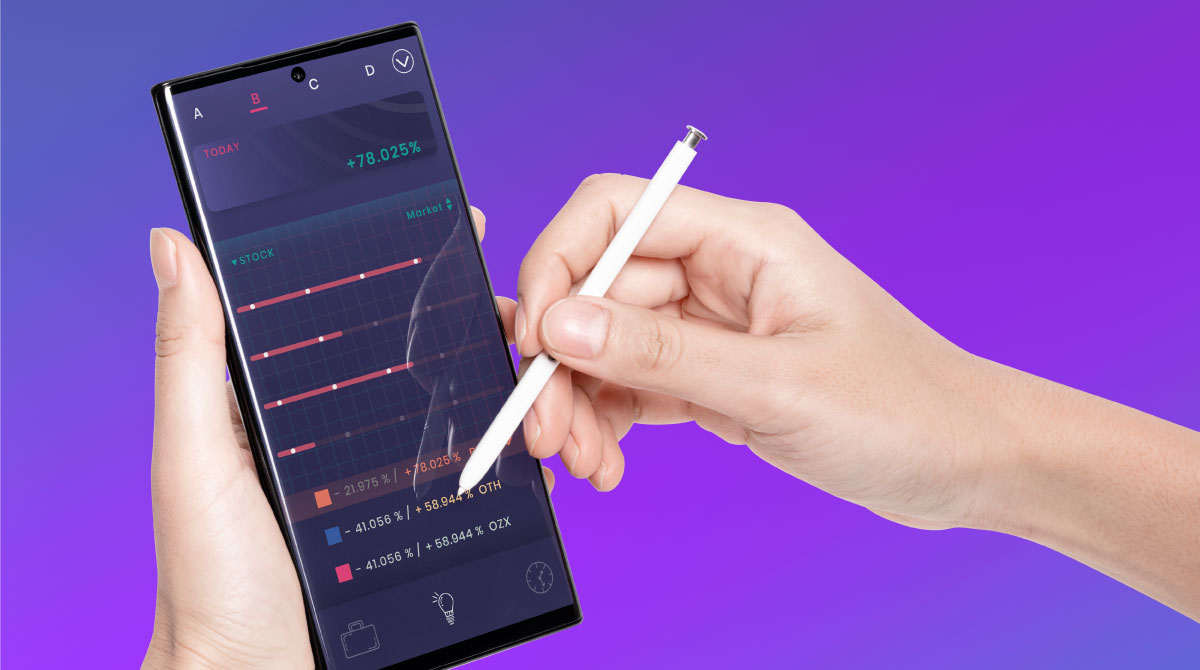 A B C D
TODAY
+78.025%
Market
STOCK
- 21.975 % / +78.025 %
- 41.056 % / + 58.944 % OTH
- 41.056 % / + 58.944 % OZX